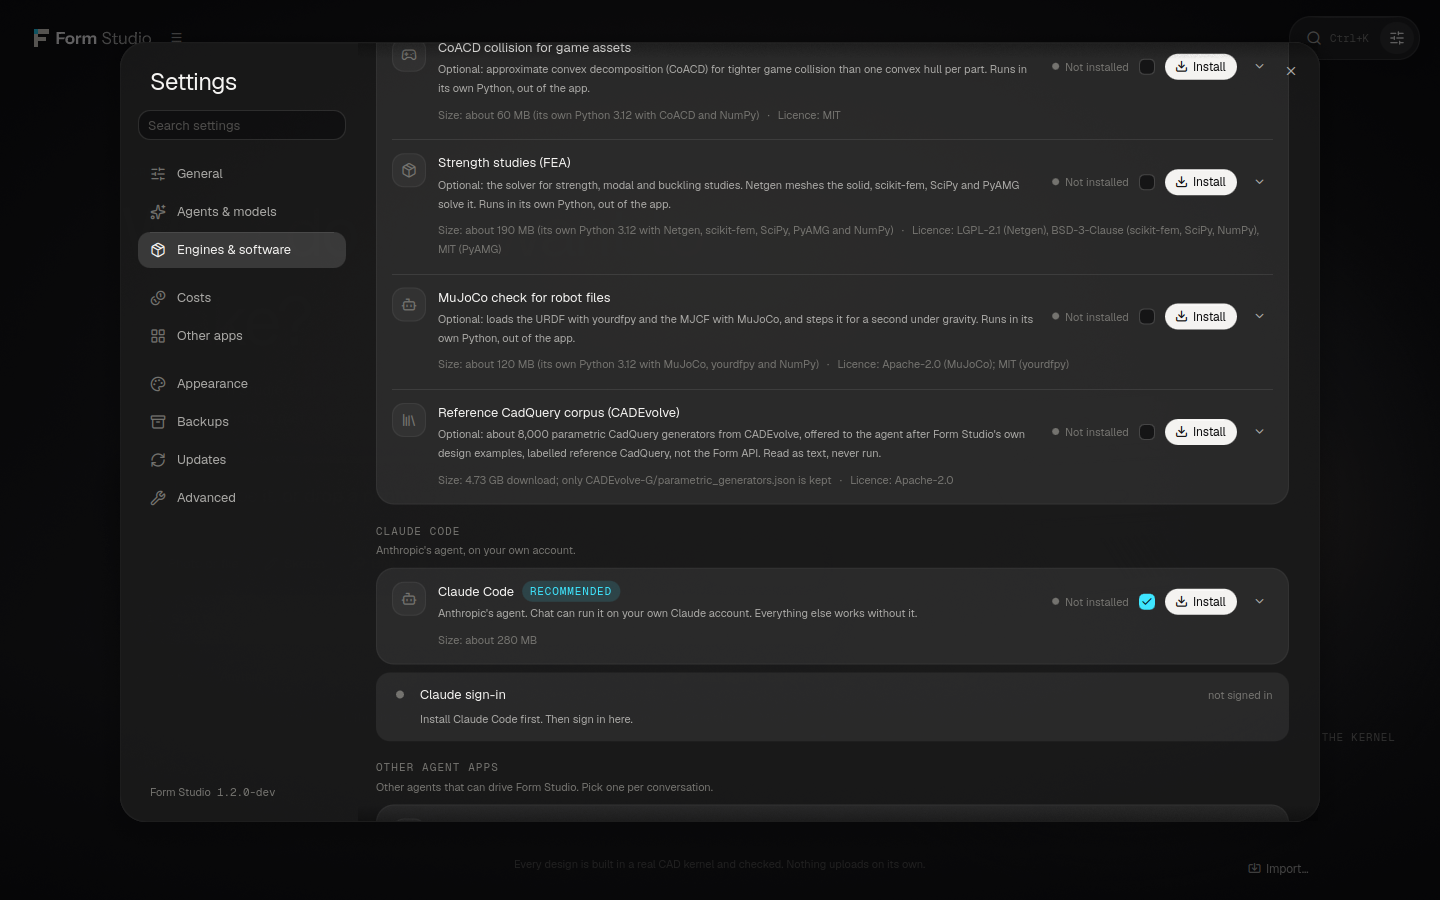 Form Studio
Ctrl+K
Settings
Search settings
General
Agents & models
Engines & software
Costs
Other apps
Appearance
Backups
Updates
Advanced
Form Studio 1.2.0-dev
CoACD collision for game assets
Optional: approximate convex decomposition (CoACD) for tighter game collision than one convex hull per part. Runs in
its own Python, out of the app.
Size: about 60 MB (its own Python 3.12 with CoACD and NumPy) · Licence: MIT
Not installed
Install
Strength studies (FEA)
Optional: the solver for strength, modal and buckling studies. Netgen meshes the solid, scikit-fem, SciPy and PyAMG
solve it. Runs in its own Python, out of the app.
Size: about 190 MB (its own Python 3.12 with Netgen, scikit-fem, SciPy, PyAMG and NumPy) · Licence: LGPL-2.1 (Netgen), BSD-3-Clause (scikit-fem, SciPy, NumPy),
MIT (PyAMG)
Not installed
Install
MuJoCo check for robot files
Optional: loads the URDF with yourdfpy and the MJCF with MuJoCo, and steps it for a second under gravity. Runs in its
own Python, out of the app.
Size: about 120 MB (its own Python 3.12 with MuJoCo, yourdfpy and NumPy) · Licence: Apache-2.0 (MuJoCo); MIT (yourdfpy)
Not installed
Install
Reference CadQuery corpus (CADEvolve)
Optional: about 8,000 parametric CadQuery generators from CADEvolve, offered to the agent after Form Studio's own
design examples, labelled reference CadQuery, not the Form API. Read as text, never run.
Size: 4.73 GB download; only CADEvolve-G/parametric_generators.json is kept · Licence: Apache-2.0
Not installed
Install
CLAUDE CODE
Anthropic's agent, on your own account.
Claude Code RECOMMENDED
Anthropic's agent. Chat can run it on your own Claude account. Everything else works without it.
Size: about 280 MB
Not installed
Install
Claude sign-in
not signed in
Install Claude Code first. Then sign in here.
OTHER AGENT APPS
Other agents that can drive Form Studio. Pick one per conversation.
THE KERNEL
Every design is built in a real CAD kernel and checked. Nothing uploads on its own.
Import...